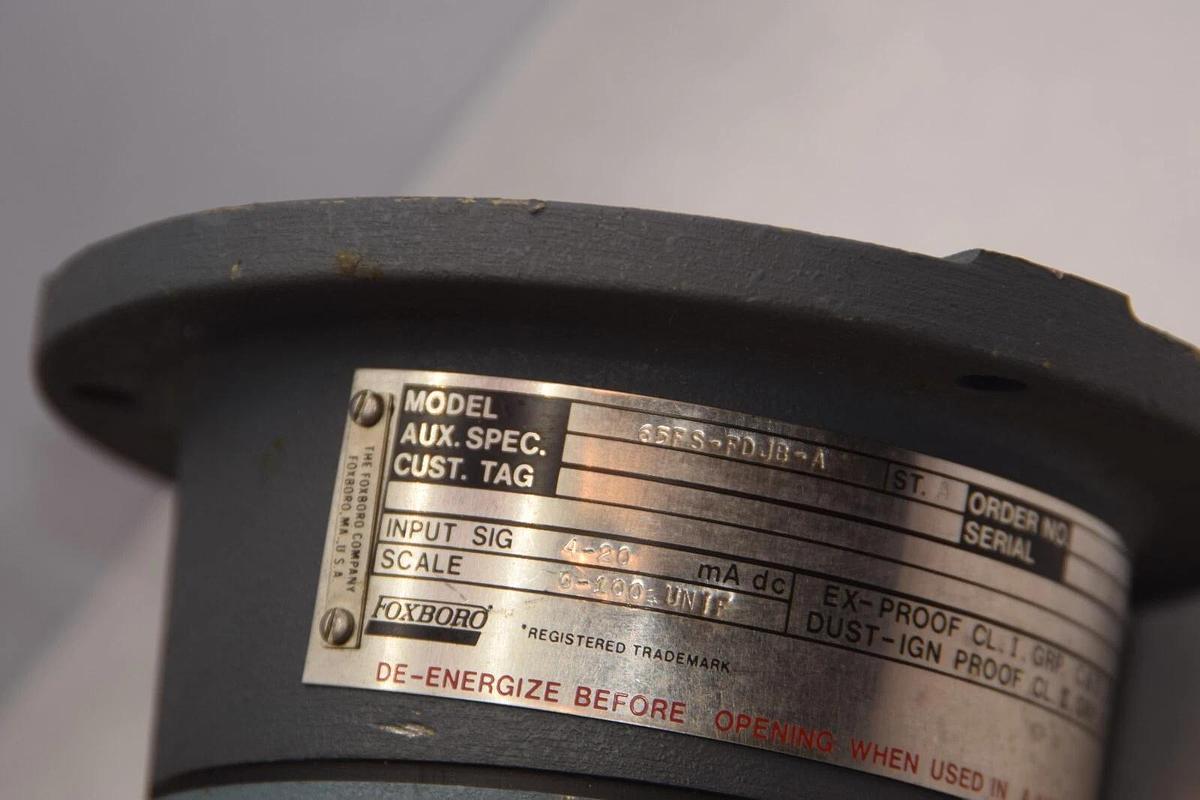 MODEL 65FS-FDJB-A ST. A ORDER NO
AUX. SPEC. SERIAL
CUST. TAG
INPUT SIG 4-20 mA dc EX-PROOF CL. I. GRP.
SCALE 0-100 UNIF DUST-IGN PROOF CL. II.
FOXBORO* *REGISTERED TRADEMARK
DE-ENERGIZE BEFORE OPENING WHEN USED IN
THE FOXBORO COMPANY
FOXBORO, MA., U.S.A.